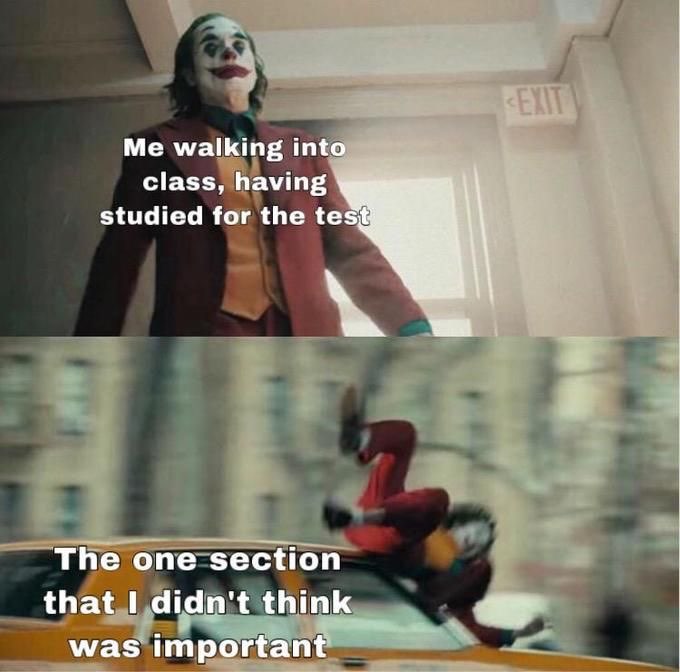 <EXIT
Me walking into
class, having
studied for the test
The one section
that I didn't think
was important